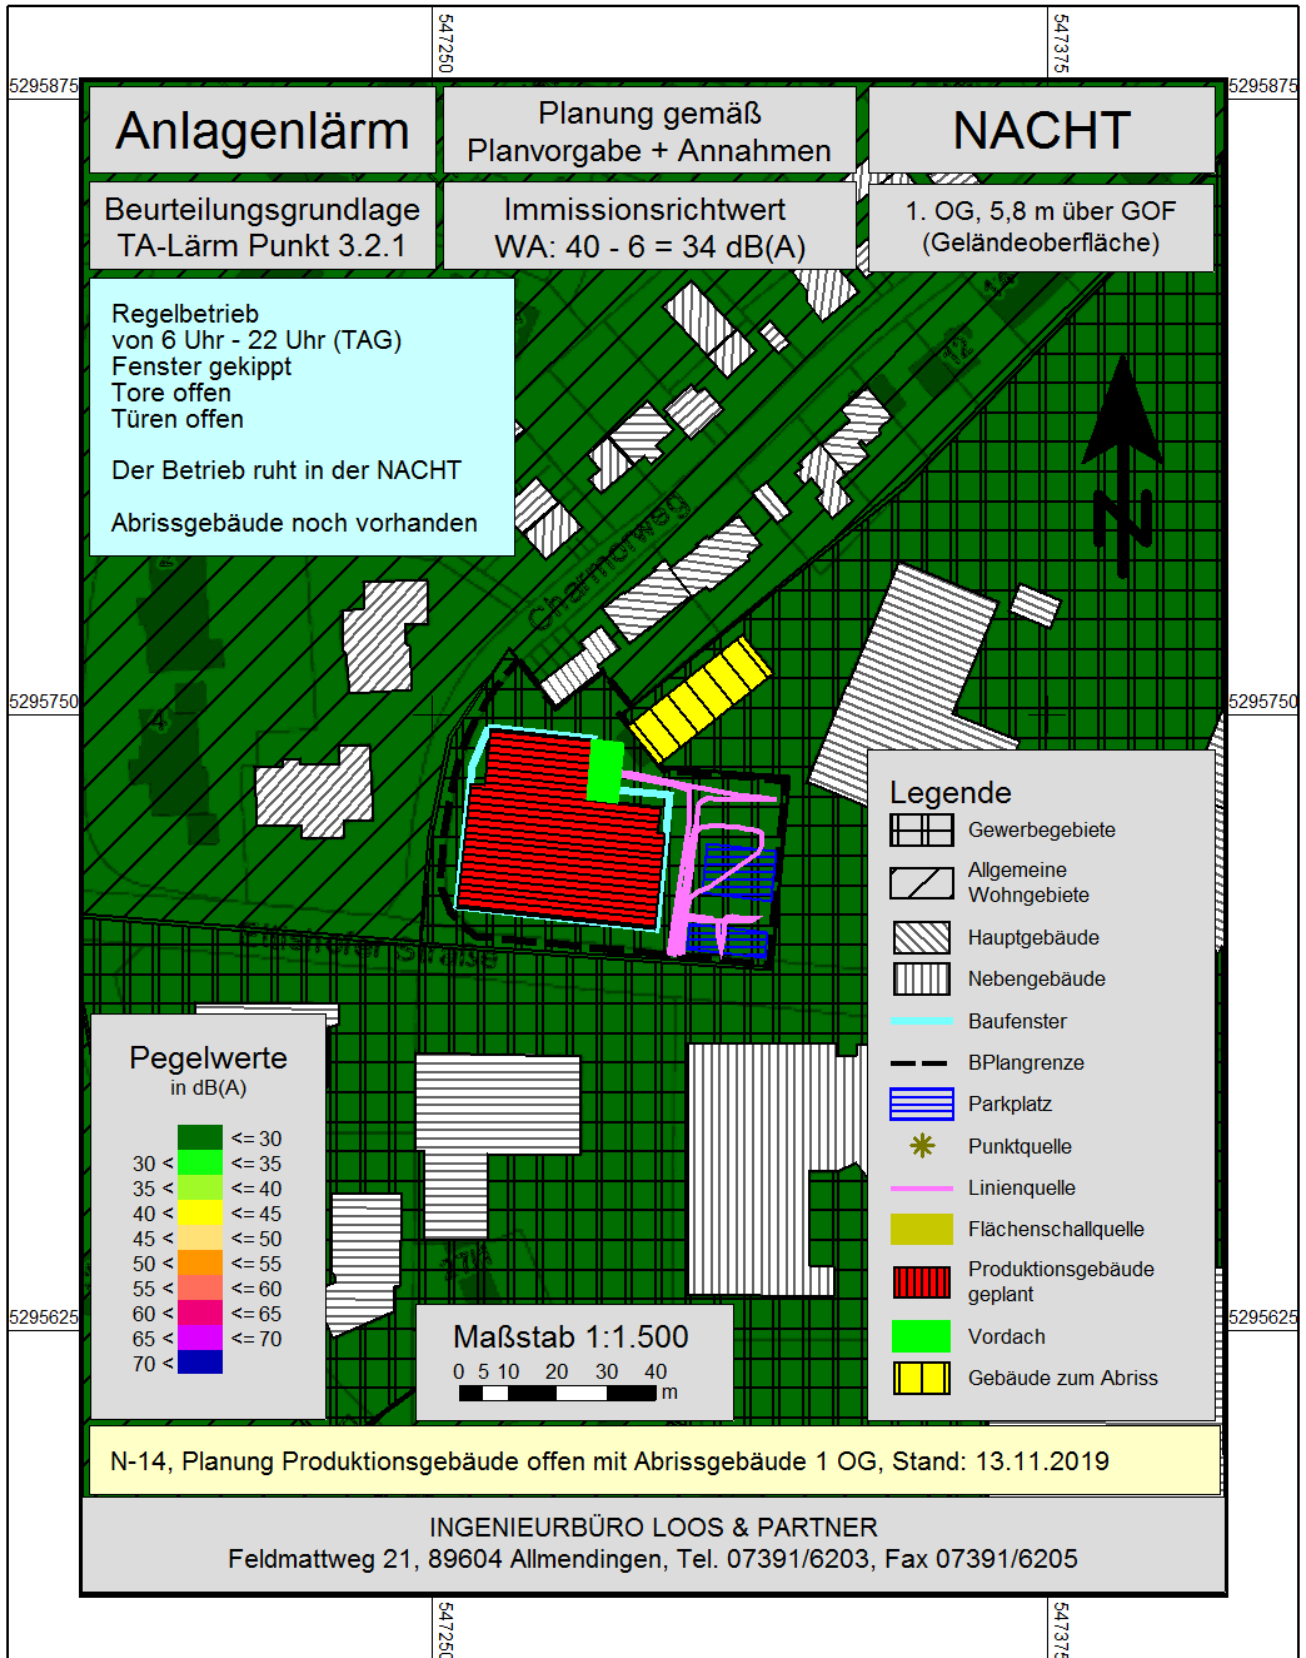 547250
547375
5295875
5295875
Anlagenlärm
Planung gemäß
Planvorgabe + Annahmen
NACHT
Beurteilungsgrundlage
TA-Lärm Punkt 3.2.1
Immissionsrichtwert
WA: 40 - 6 = 34 dB(A)
1. OG, 5,8 m über GOF
(Geländeoberfläche)
Regelbetrieb
von 6 Uhr - 22 Uhr (TAG)
Fenster gekippt
Tore offen
Türen offen
Der Betrieb ruht in der NACHT
Abrissgebäude noch vorhanden
12
N
Charmorweg
5295750
5295750
4
Legende
Gewerbegebiete
Allgemeine
Wohngebiete
Hauptgebäude
Nebengebäude
Baufenster
BPlangrenze
Parkplatz
Punktquelle
Linienquelle
Flächenschallquelle
Produktionsgebäude
geplant
Vordach
Gebäude zum Abriss
Straße
Pegelwerte
in dB(A)
<= 30
30 < <= 35
35 < <= 40
40 < <= 45
45 < <= 50
50 < <= 55
55 < <= 60
60 < <= 65
65 < <= 70
70 <
5295625
5295625
Maßstab 1:1.500
0 5 10 20 30 40
m
N-14, Planung Produktionsgebäude offen mit Abrissgebäude 1 OG, Stand: 13.11.2019
INGENIEURBÜRO LOOS & PARTNER
Feldmattweg 21, 89604 Allmendingen, Tel. 07391/6203, Fax 07391/6205
547250
547375